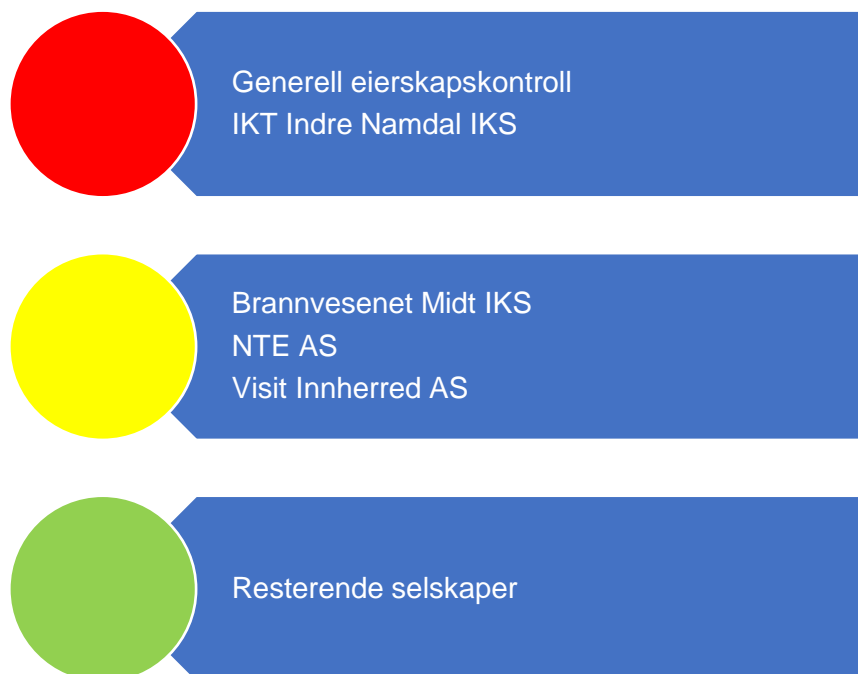 Generell eierskapskontroll
IKT Indre Namdal IKS
Brannvesenet Midt IKS
NTE AS
Visit Innherred AS
Resterende selskaper